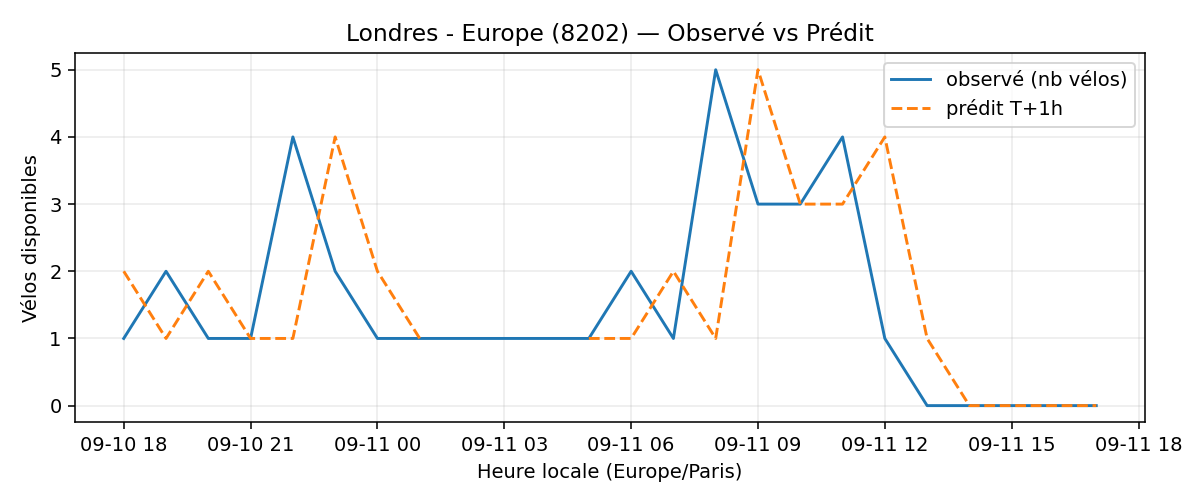 Londres - Europe (8202) — Observé vs Prédit
observé (nb vélos)
prédit T+1h
Vélos disponibles
5
4
3
2
1
0
09-10 18 09-10 21 09-11 00 09-11 03 09-11 06 09-11 09 09-11 12 09-11 15 09-11 18
Heure locale (Europe/Paris)